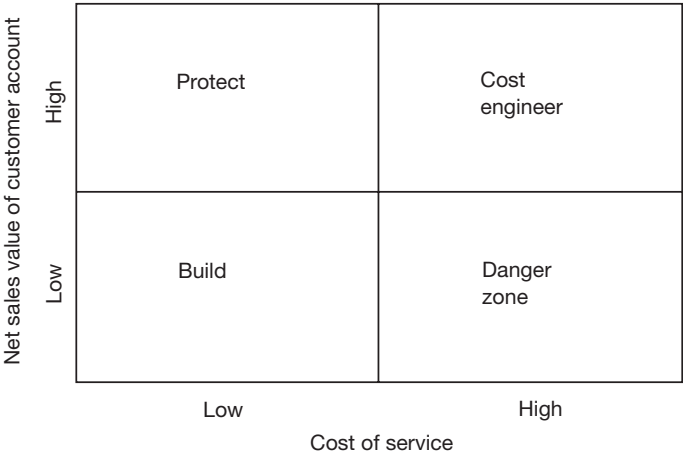 Net sales value of customer account
High
Protect
Cost
engineer
Low
Build
Danger
zone
Low
High
Cost of service